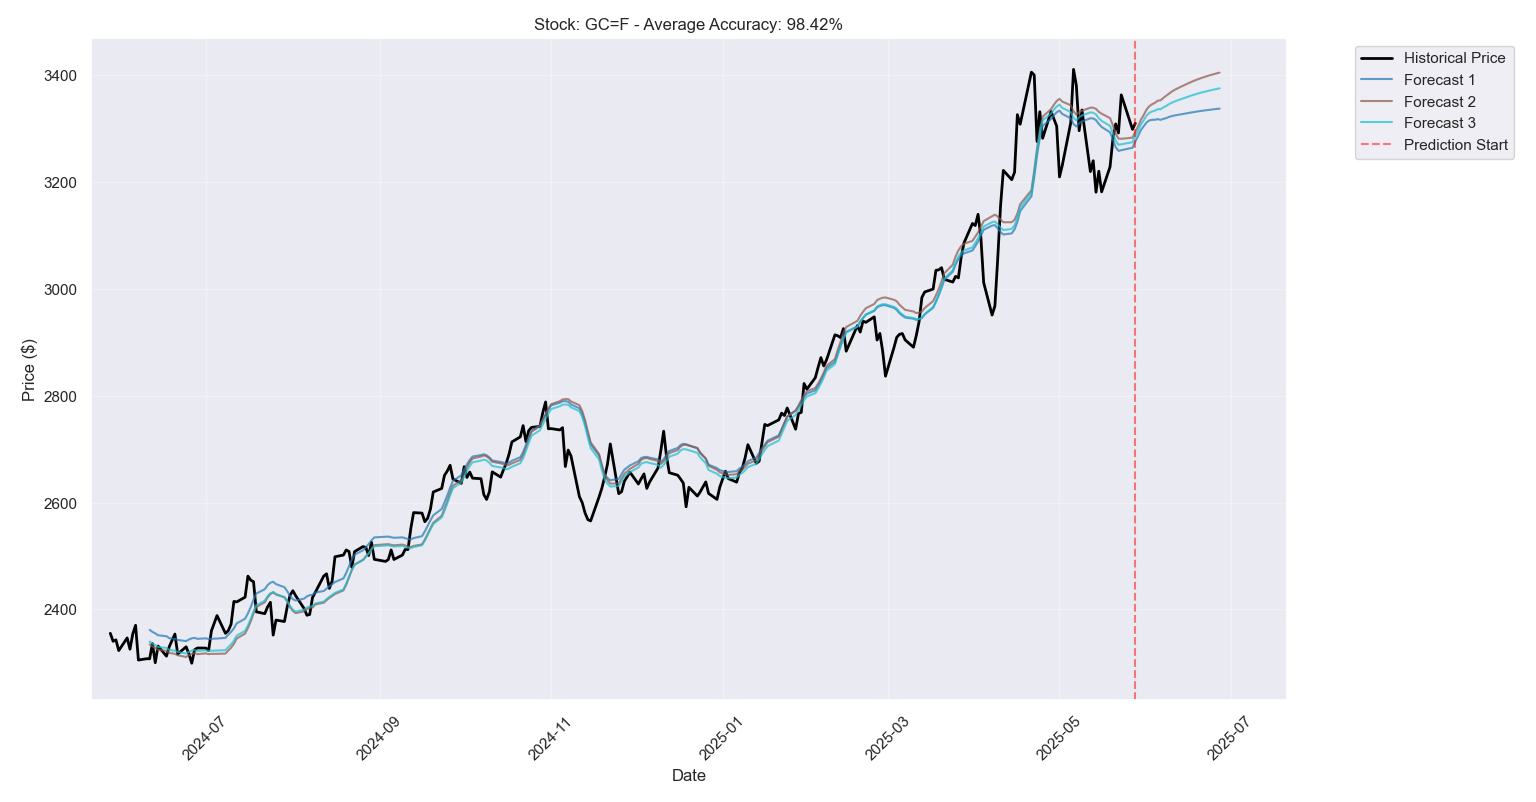 Stock: GC=F - Average Accuracy: 98.42%
Historical Price
Forecast 1
Forecast 2
Forecast 3
Prediction Start
Price ($)
3400
3200
3000
2800
2600
2400
2024-07
2024-09
2024-11
2025-01
2025-03
2025-05
2025-07
Date